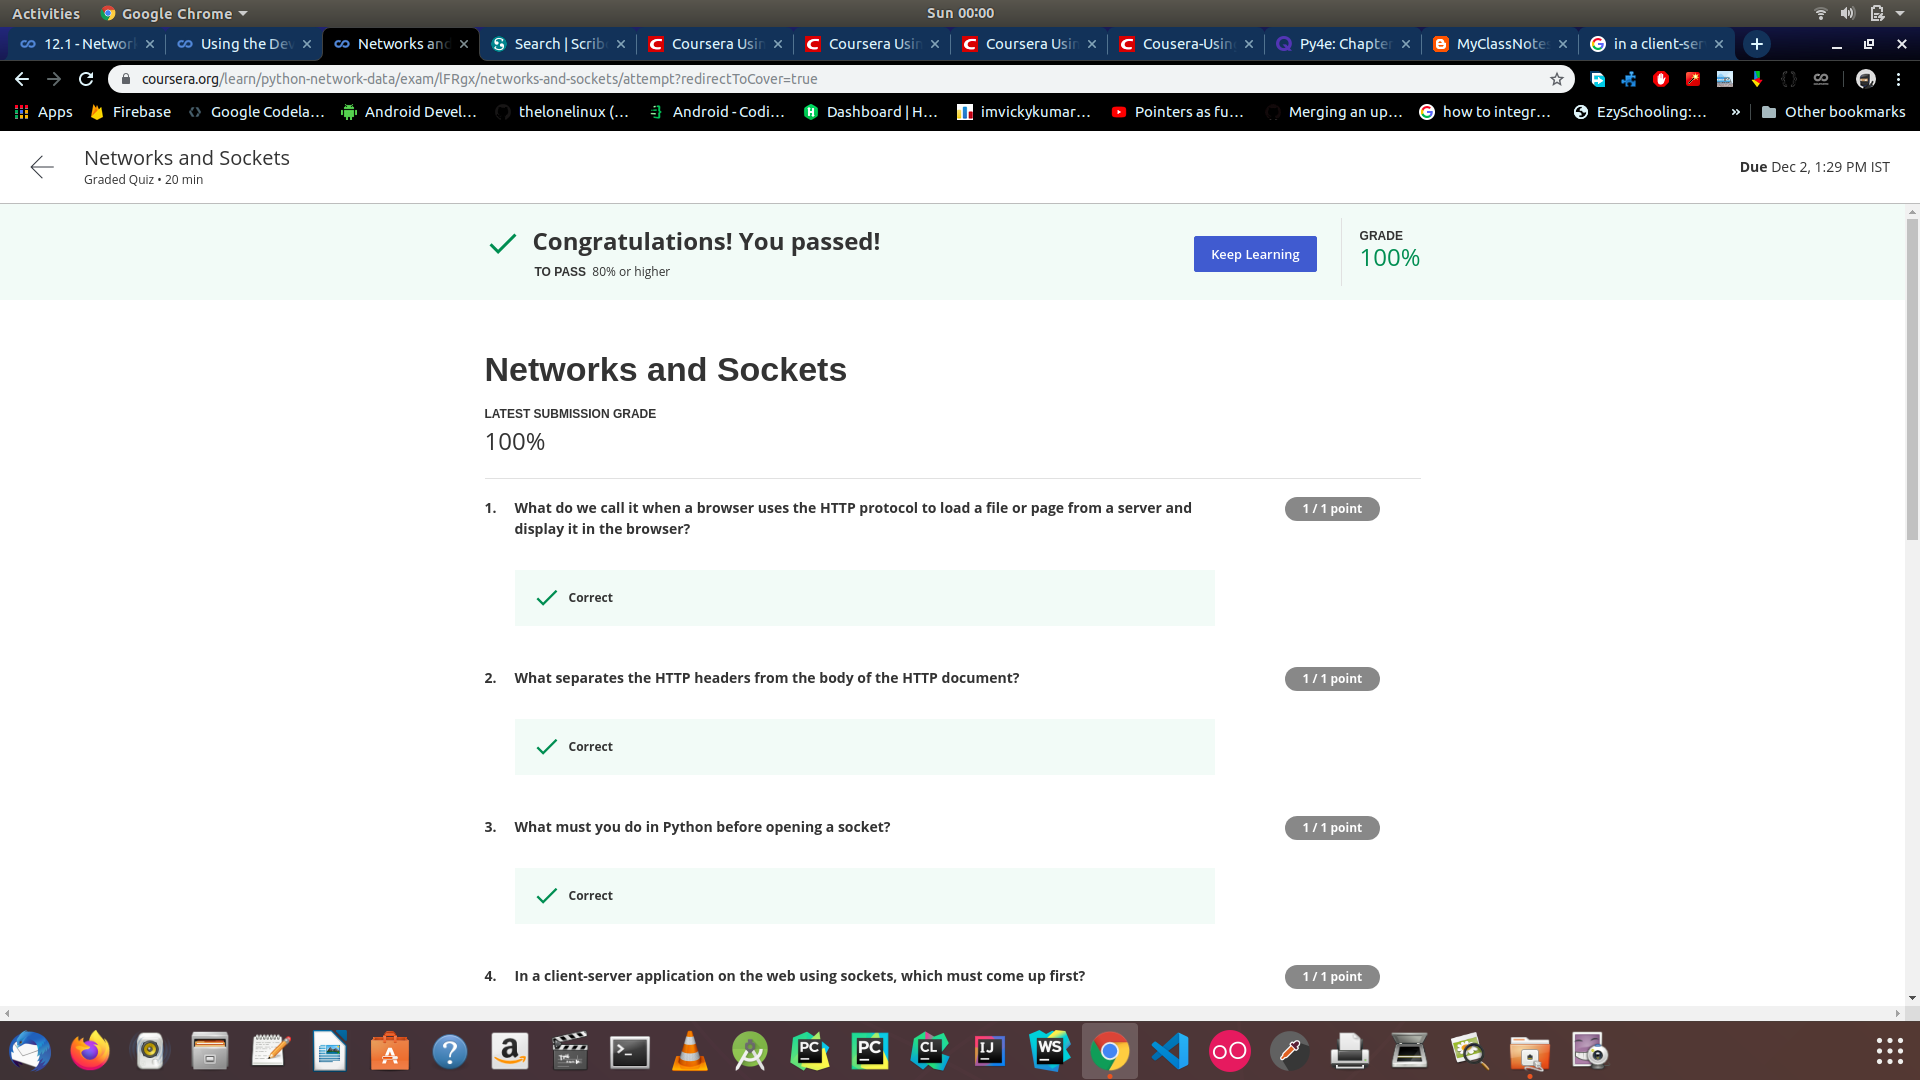 Activities
Google Chrome
Sun 00:00
12.1 - Networ
Using the Dev
Networks and
Search | Scrib
Coursera Usin
Coursera Usin
Coursera Usin
Cousera-Using
Py4e: Chapter
MyClassNotes
in a client-ser
coursera.org/learn/python-network-data/exam/lFRgx/networks-and-sockets/attempt?redirectToCover=true
Apps
Firebase
Google Codela...
Android Devel...
thelonelinux (...
Android - Codi...
Dashboard | H...
imvickykumar...
Pointers as fu...
Merging an up...
how to integr...
EzySchooling:...
»
Other bookmarks
Networks and Sockets
Graded Quiz • 20 min
Due Dec 2, 1:29 PM IST
Congratulations! You passed!
TO PASS 80% or higher
Keep Learning
GRADE
100%
Networks and Sockets
LATEST SUBMISSION GRADE
100%
1. What do we call it when a browser uses the HTTP protocol to load a file or page from a server and
display it in the browser?
1 / 1 point
Correct
2. What separates the HTTP headers from the body of the HTTP document?
1 / 1 point
Correct
3. What must you do in Python before opening a socket?
1 / 1 point
Correct
4. In a client-server application on the web using sockets, which must come up first?
1 / 1 point